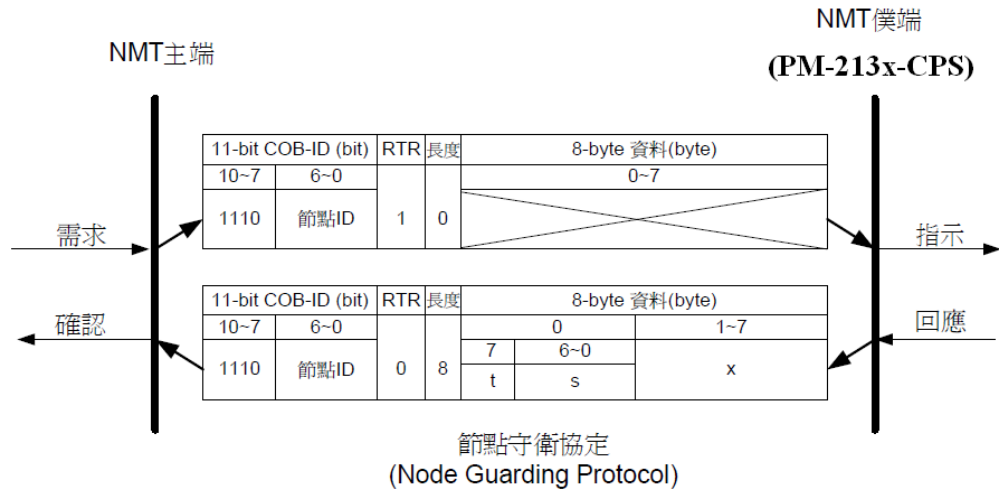 NMT主端
NMT僕端
(PM-213x-CPS)
11-bit COB-ID (bit) RTR 長度 8-byte 資料(byte)
10~7 6~0 0~7
1110 節點ID 1 0
需求
指示
11-bit COB-ID (bit) RTR 長度 8-byte 資料(byte)
10~7 6~0 0 1~7
確認
回應
7 6~0
1110 節點ID 0 8 x
t s
節點守衛協定
(Node Guarding Protocol)